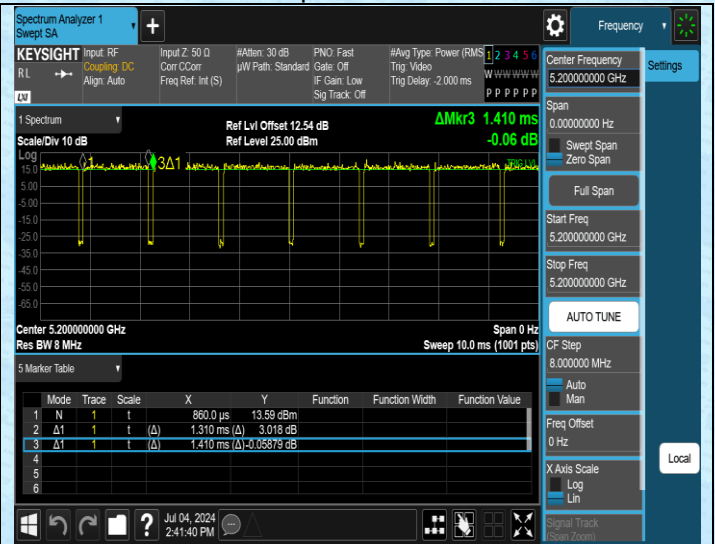 Spectrum Analyzer 1
Swept SA
+
Frequency
KEYSIGHT
RL
LXI
Input: RF
Coupling: DC
Align: Auto
Input Z: 50 Ω
Corr CCorr
Freq Ref: Int (S)
#Atten: 30 dB
µW Path: Standard
PNO: Fast
Gate: Off
IF Gain: Low
Sig Track: Off
#Avg Type: Power (RMS
Trig: Video
Trig Delay: -2.000 ms
1 2 3 4 5 6
W W W W W W
P P P P P P
1 Spectrum
Scale/Div 10 dB
Log
Ref Lvl Offset 12.54 dB
Ref Level 25.00 dBm
ΔMkr3 1.410 ms
-0.06 dB
1
3Δ1
TRIG LVL
15.0
5.00
-5.00
-15.0
-25.0
-35.0
-45.0
-55.0
-65.0
Center 5.200000000 GHz
Res BW 8 MHz
Span 0 Hz
Sweep 10.0 ms (1001 pts)
5 Marker Table
Mode Trace Scale X Y Function Function Width Function Value
1 N 1 t 860.0 µs 13.59 dBm
2 Δ1 1 t (Δ) 1.310 ms (Δ) 3.018 dB
3 Δ1 1 t (Δ) 1.410 ms (Δ) -0.05879 dB
4
5
6
Jul 04, 2024
2:41:40 PM
?
Center Frequency
5.200000000 GHz
Span
0.00000000 Hz
Swept Span
Zero Span
Full Span
Start Freq
5.200000000 GHz
Stop Freq
5.200000000 GHz
AUTO TUNE
CF Step
8.000000 MHz
Auto
Man
Freq Offset
0 Hz
X Axis Scale
Log
Lin
Signal Track
(Span Zoom)
Settings
Local